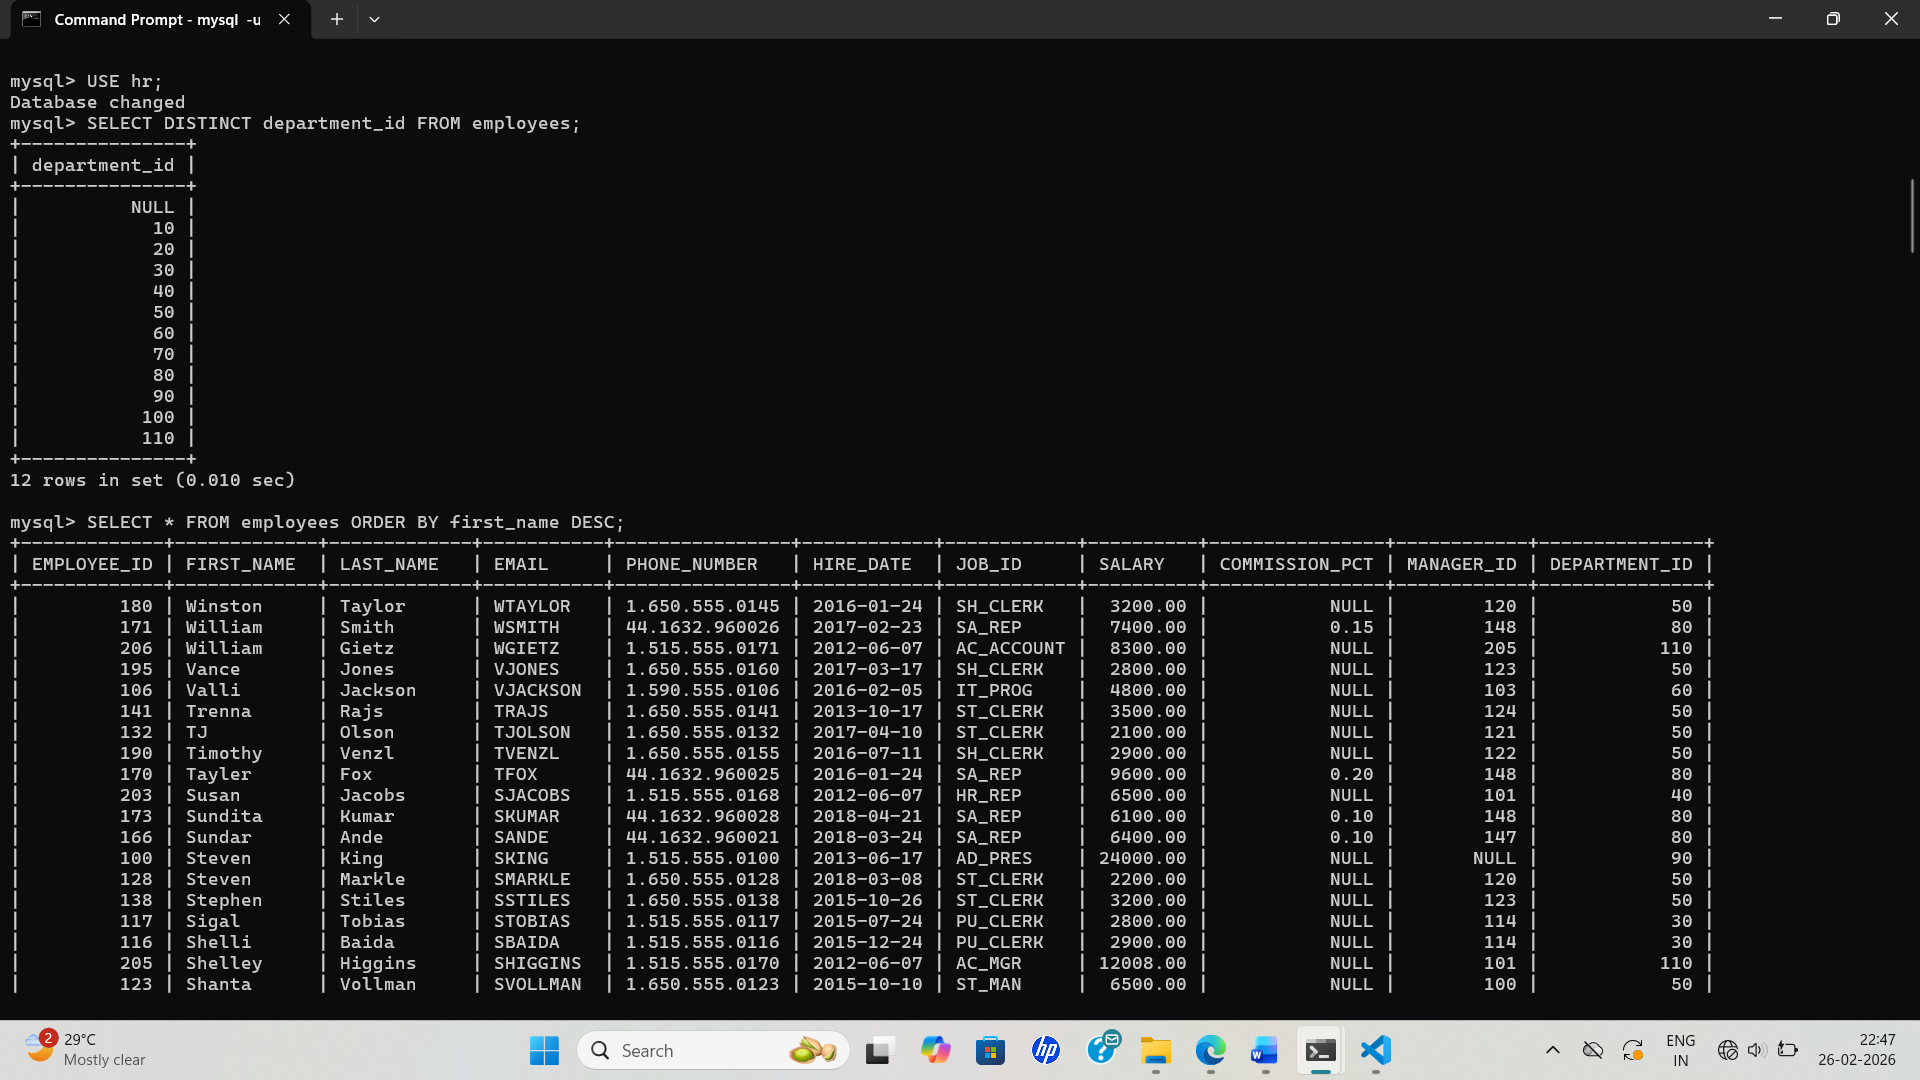 Command Prompt - mysql -u
mysql> USE hr;
Database changed
mysql> SELECT DISTINCT department_id FROM employees;
+---------------+
| department_id |
+---------------+
|          NULL |
|            10 |
|            20 |
|            30 |
|            40 |
|            50 |
|            60 |
|            70 |
|            80 |
|            90 |
|           100 |
|           110 |
+---------------+
12 rows in set (0.010 sec)
mysql> SELECT * FROM employees ORDER BY first_name DESC;
+-------------+-------------+-------------+-----------+----------------+------------+------------+----------+----------------+------------+---------------+
| EMPLOYEE_ID | FIRST_NAME  | LAST_NAME   | EMAIL     | PHONE_NUMBER   | HIRE_DATE  | JOB_ID     | SALARY   | COMMISSION_PCT | MANAGER_ID | DEPARTMENT_ID |
+-------------+-------------+-------------+-----------+----------------+------------+------------+----------+----------------+------------+---------------+
|         180 | Winston     | Taylor      | WTAYLOR   | 1.650.555.0145 | 2016-01-24 | SH_CLERK   |  3200.00 |           NULL |        120 |            50 |
|         171 | William     | Smith       | WSMITH    | 44.1632.960026 | 2017-02-23 | SA_REP     |  7400.00 |           0.15 |        148 |            80 |
|         206 | William     | Gietz       | WGIETZ    | 1.515.555.0171 | 2012-06-07 | AC_ACCOUNT |  8300.00 |           NULL |        205 |           110 |
|         195 | Vance       | Jones       | VJONES    | 1.650.555.0160 | 2017-03-17 | SH_CLERK   |  2800.00 |           NULL |        123 |            50 |
|         106 | Valli       | Jackson     | VJACKSON  | 1.590.555.0106 | 2016-02-05 | IT_PROG    |  4800.00 |           NULL |        103 |            60 |
|         141 | Trenna      | Rajs        | TRAJS     | 1.650.555.0141 | 2013-10-17 | ST_CLERK   |  3500.00 |           NULL |        124 |            50 |
|         132 | TJ          | Olson       | TJOLSON   | 1.650.555.0132 | 2017-04-10 | ST_CLERK   |  2100.00 |           NULL |        121 |            50 |
|         190 | Timothy     | Venzl       | TVENZL    | 1.650.555.0155 | 2016-07-11 | SH_CLERK   |  2900.00 |           NULL |        122 |            50 |
|         170 | Tayler      | Fox         | TFOX      | 44.1632.960025 | 2016-01-24 | SA_REP     |  9600.00 |           0.20 |        148 |            80 |
|         203 | Susan       | Jacobs      | SJACOBS   | 1.515.555.0168 | 2012-06-07 | HR_REP     |  6500.00 |           NULL |        101 |            40 |
|         173 | Sundita     | Kumar       | SKUMAR    | 44.1632.960028 | 2018-04-21 | SA_REP     |  6100.00 |           0.10 |        148 |            80 |
|         166 | Sundar      | Ande        | SANDE     | 44.1632.960021 | 2018-03-24 | SA_REP     |  6400.00 |           0.10 |        147 |            80 |
|         100 | Steven      | King        | SKING     | 1.515.555.0100 | 2013-06-17 | AD_PRES    | 24000.00 |           NULL |       NULL |            90 |
|         128 | Steven      | Markle      | SMARKLE   | 1.650.555.0128 | 2018-03-08 | ST_CLERK   |  2200.00 |           NULL |        120 |            50 |
|         138 | Stephen     | Stiles      | SSTILES   | 1.650.555.0138 | 2015-10-26 | ST_CLERK   |  3200.00 |           NULL |        123 |            50 |
|         117 | Sigal       | Tobias      | STOBIAS   | 1.515.555.0117 | 2015-07-24 | PU_CLERK   |  2800.00 |           NULL |        114 |            30 |
|         116 | Shelli      | Baida       | SBAIDA    | 1.515.555.0116 | 2015-12-24 | PU_CLERK   |  2900.00 |           NULL |        114 |            30 |
|         205 | Shelley     | Higgins     | SHIGGINS  | 1.515.555.0170 | 2012-06-07 | AC_MGR     | 12008.00 |           NULL |        101 |           110 |
|         123 | Shanta      | Vollman     | SVOLLMAN  | 1.650.555.0123 | 2015-10-10 | ST_MAN     |  6500.00 |           NULL |        100 |            50 |
2
29°C
Mostly clear
Search
hp
W
ENG
IN
22:47
26-02-2026